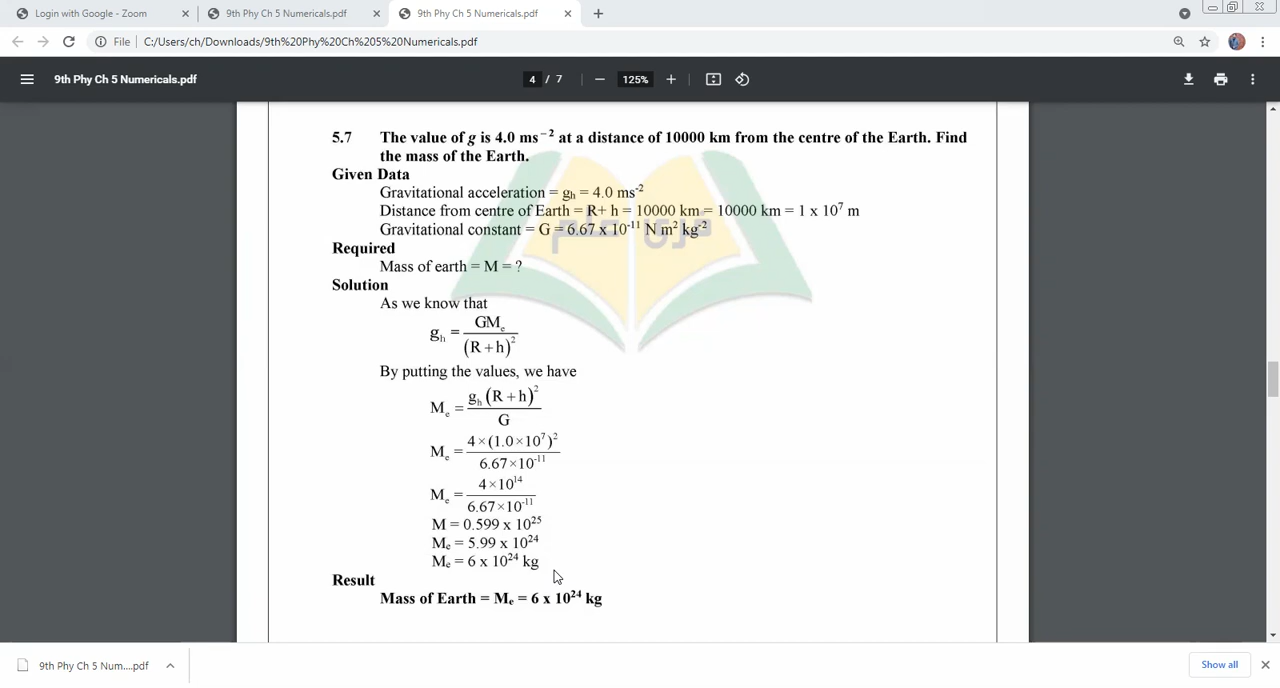 Login with Google - Zoom
9th Phy Ch 5 Numericals.pdf
9th Phy Ch 5 Numericals.pdf
File C:/Users/ch/Downloads/9th%20Phy%20Ch%205%20Numericals.pdf
9th Phy Ch 5 Numericals.pdf
4 / 7
125%
5.7 The value of g is 4.0 ms⁻² at a distance of 10000 km from the centre of the Earth. Find
the mass of the Earth.
Given Data
Gravitational acceleration = gₕ = 4.0 ms⁻²
Distance from centre of Earth = R+ h = 10000 km = 10000 km = 1 x 10⁷ m
Gravitational constant = G = 6.67 x 10⁻¹¹ N m² kg⁻²
Required
Mass of earth = M = ?
Solution
As we know that
gₕ = GMₑ / (R + h)²
By putting the values, we have
Mₑ = gₕ (R + h)² / G
Mₑ = 4 × (1.0 × 10⁷)² / 6.67 × 10⁻¹¹
Mₑ = 4 × 10¹⁴ / 6.67 × 10⁻¹¹
M = 0.599 x 10²⁵
Mₑ = 5.99 x 10²⁴
Mₑ = 6 x 10²⁴ kg
Result
Mass of Earth = Mₑ = 6 x 10²⁴ kg
9th Phy Ch 5 Num....pdf
Show all